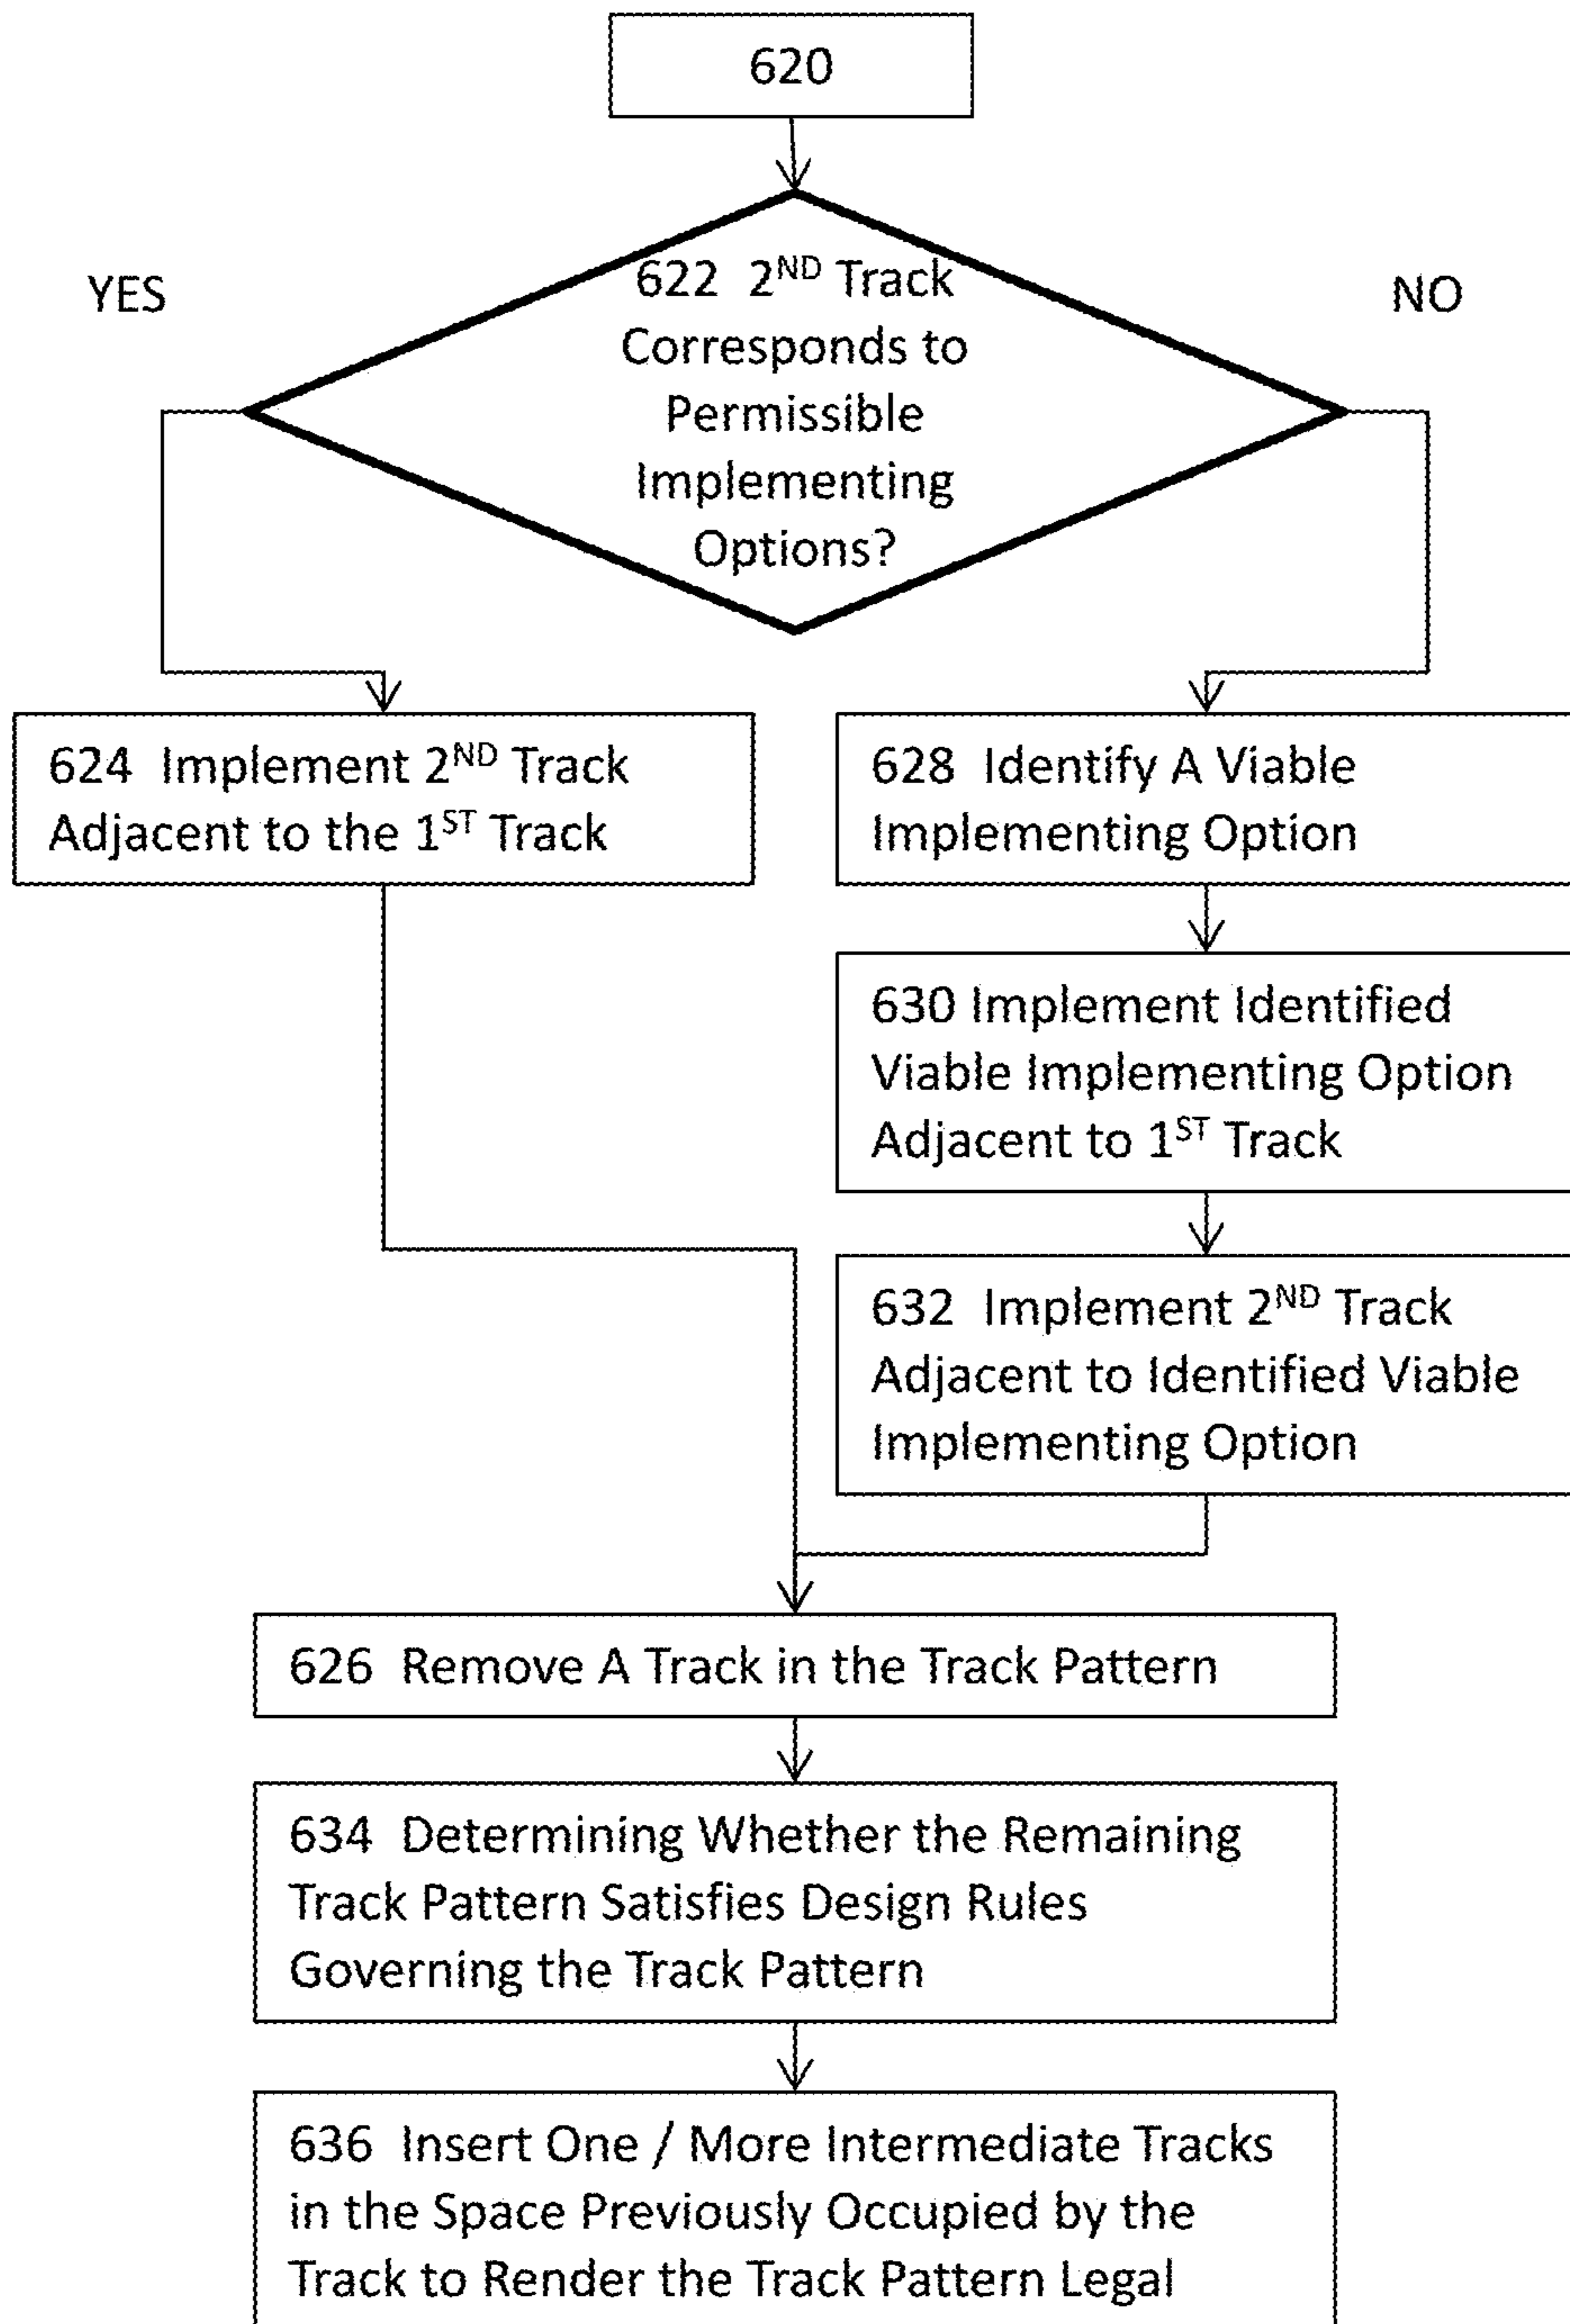 620
YES
622 2ND Track
Corresponds to
Permissible
Implementing
Options?
NO
624 Implement 2ND Track
Adjacent to the 1ST Track
628 Identify A Viable
Implementing Option
630 Implement Identified
Viable Implementing Option
Adjacent to 1ST Track
632 Implement 2ND Track
Adjacent to Identified Viable
Implementing Option
626 Remove A Track in the Track Pattern
634 Determining Whether the Remaining
Track Pattern Satisfies Design Rules
Governing the Track Pattern
636 Insert One / More Intermediate Tracks
in the Space Previously Occupied by the
Track to Render the Track Pattern Legal